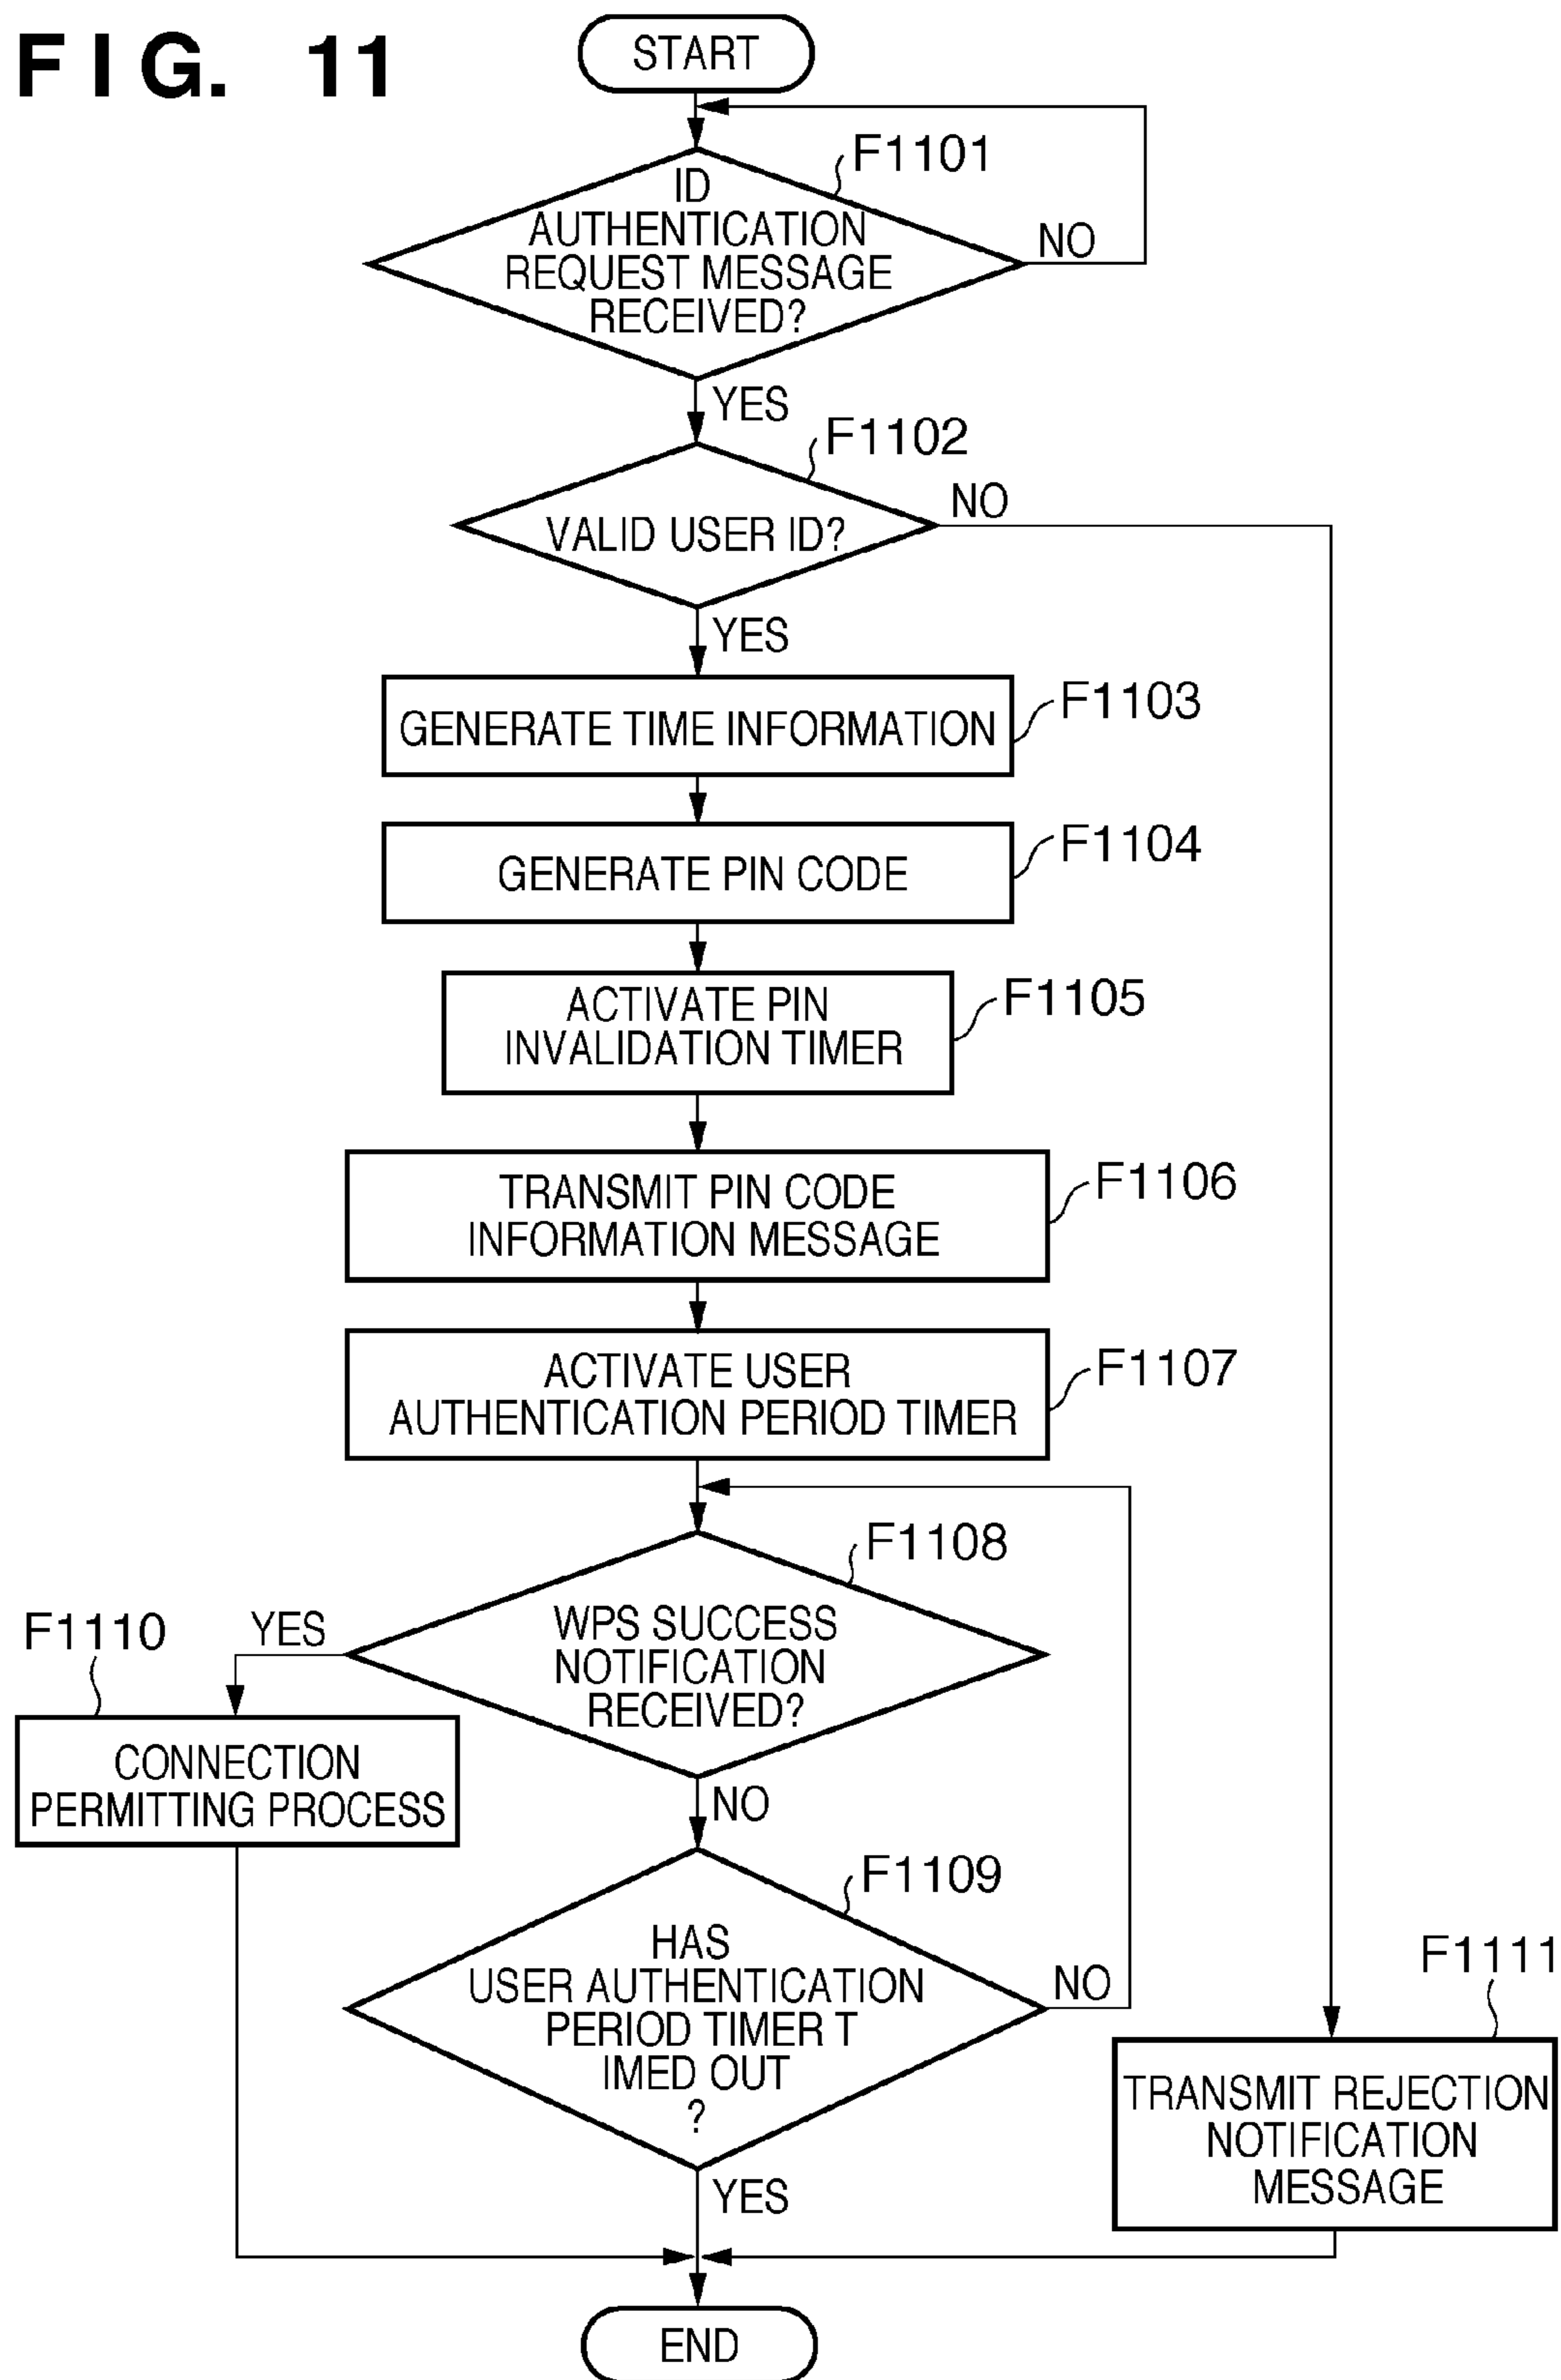 FIG. 11
START
F1101
ID
AUTHENTICATION
REQUEST MESSAGE
RECEIVED?
NO
YES
F1102
VALID USER ID?
NO
YES
F1103
GENERATE TIME INFORMATION
F1104
GENERATE PIN CODE
F1105
ACTIVATE PIN
INVALIDATION TIMER
F1106
TRANSMIT PIN CODE
INFORMATION MESSAGE
F1107
ACTIVATE USER
AUTHENTICATION PERIOD TIMER
F1108
WPS SUCCESS
NOTIFICATION
RECEIVED?
YES
F1110
CONNECTION
PERMITTING PROCESS
NO
F1109
HAS
USER AUTHENTICATION
PERIOD TIMER T
IMED OUT
?
NO
YES
F1111
TRANSMIT REJECTION
NOTIFICATION
MESSAGE
END